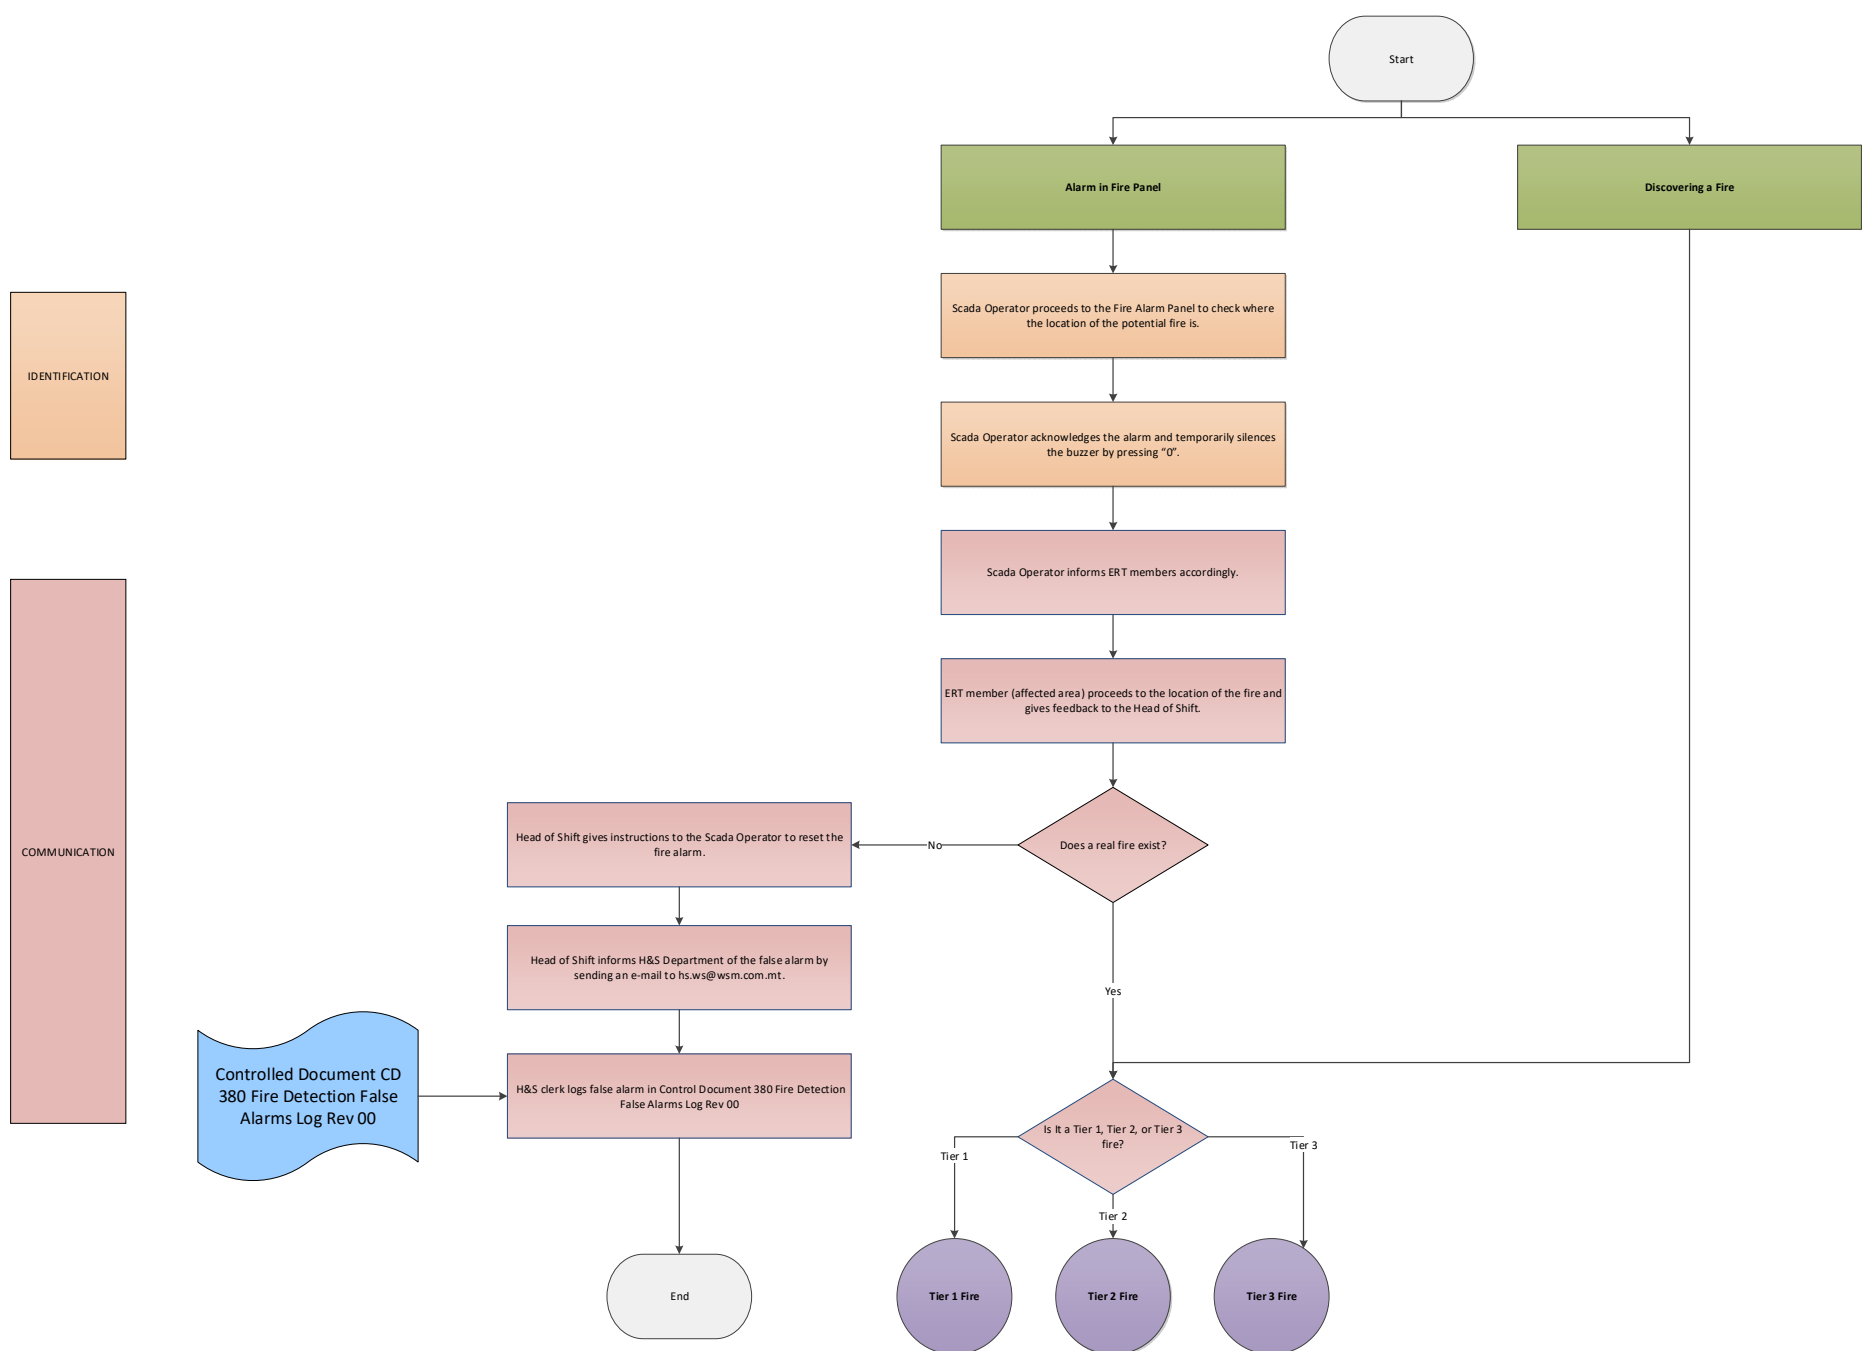 Start
Alarm in Fire Panel
Discovering a Fire
Scada Operator proceeds to the Fire Alarm Panel to check where
the location of the potential fire is.
IDENTIFICATION
Scada Operator acknowledges the alarm and temporarily silences
the buzzer by pressing “0”.
Scada Operator informs ERT members accordingly.
ERT member (affected area) proceeds to the location of the fire and
gives feedback to the Head of Shift.
COMMUNICATION
Head of Shift gives instructions to the Scada Operator to reset the
fire alarm.
No
Does a real fire exist?
Head of Shift informs H&S Department of the false alarm by
sending an e-mail to hs.ws@wsm.com.mt.
Yes
Controlled Document CD
380 Fire Detection False
Alarms Log Rev 00
H&S clerk logs false alarm in Control Document 380 Fire Detection
False Alarms Log Rev 00
Is It a Tier 1, Tier 2, or Tier 3
fire?
Tier 1
Tier 3
Tier 2
End
Tier 1 Fire
Tier 2 Fire
Tier 3 Fire